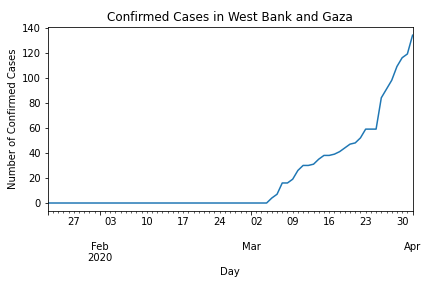 Confirmed Cases in West Bank and Gaza
Number of Confirmed Cases
140
120
100
80
60
40
20
0
27 03 10 17 24 02 09 16 23 30
Feb Mar Apr
2020
Day